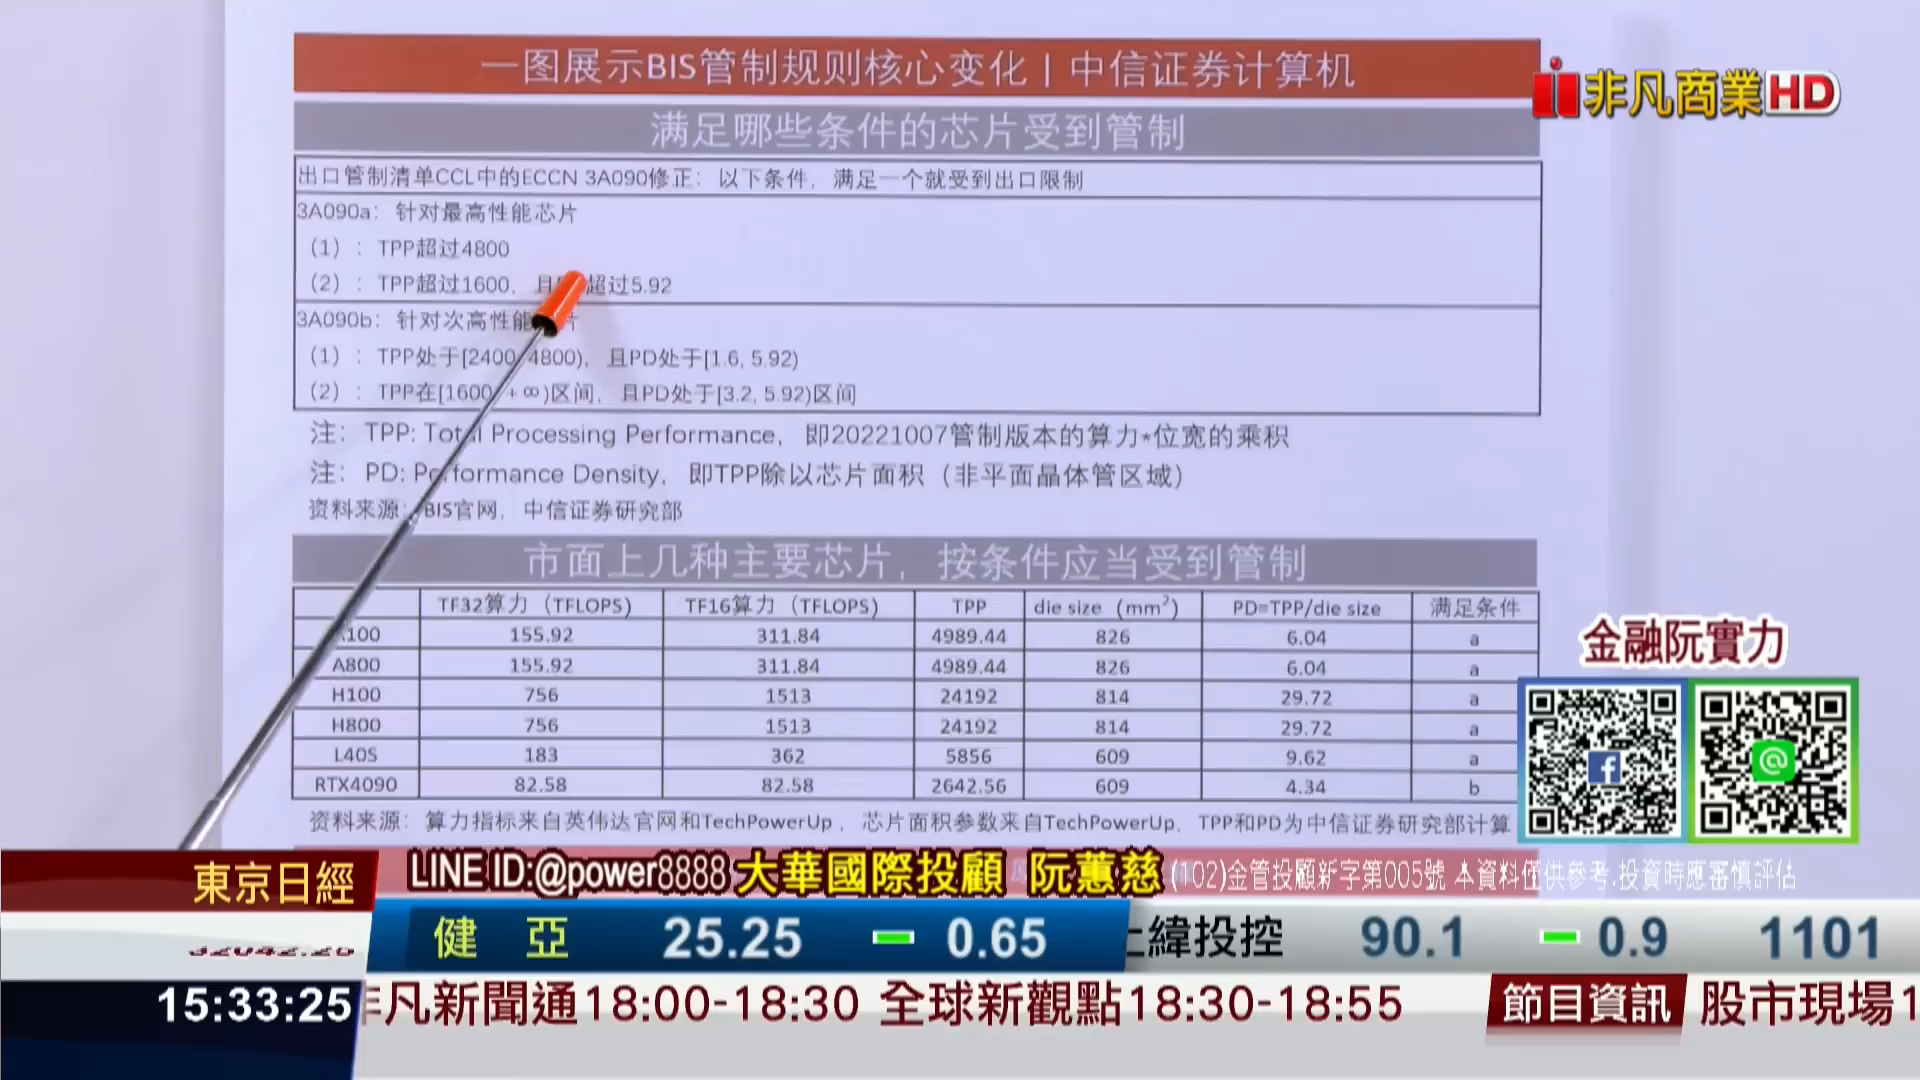 一图展示BIS管制规则核心变化 | 中信证券计算机
非凡商業HD
满足哪些条件的芯片受到管制
出口管制清单CCL中的ECCN 3A090修正：以下条件，满足一个就受到出口限制
3A090a：针对最高性能芯片
（1）：TPP超过4800
（2）：TPP超过1600，且 超过5.92
3A090b：针对次高性能 片
（1）：TPP处于[2400, 4800)，且PD处于[1.6, 5.92)
（2）：TPP在[1600, +∞)区间，且PD处于[3.2, 5.92)区间
注：TPP: Total Processing Performance，即20221007管制版本的算力*位宽的乘积
注：PD: Performance Density，即TPP除以芯片面积（非平面晶体管区域）
资料来源：BIS官网，中信证券研究部
市面上几种主要芯片，按条件应当受到管制
TF32算力（TFLOPS） TF16算力（TFLOPS） TPP die size（mm²） PD=TPP/die size 满足条件
A100 155.92 311.84 4989.44 826 6.04 a
A800 155.92 311.84 4989.44 826 6.04 a
H100 756 1513 24192 814 29.72 a
H800 756 1513 24192 814 29.72 a
L40S 183 362 5856 609 9.62 a
RTX4090 82.58 82.58 2642.56 609 4.34 b
资料来源：算力指标来自英伟达官网和TechPowerUp，芯片面积参数来自TechPowerUp，TPP和PD为中信证券研究部计算
金融阮實力
東京日經
LINE ID:@power8888 大華國際投顧 阮蕙慈 (102)金管投顧新字第005號 本資料僅供參考.投資時應審慎評估
健亞 25.25 － 0.65 上緯投控 90.1 － 0.9 1101
15:33:25
非凡新聞通18:00-18:30 全球新觀點18:30-18:55 節目資訊 股市現場1